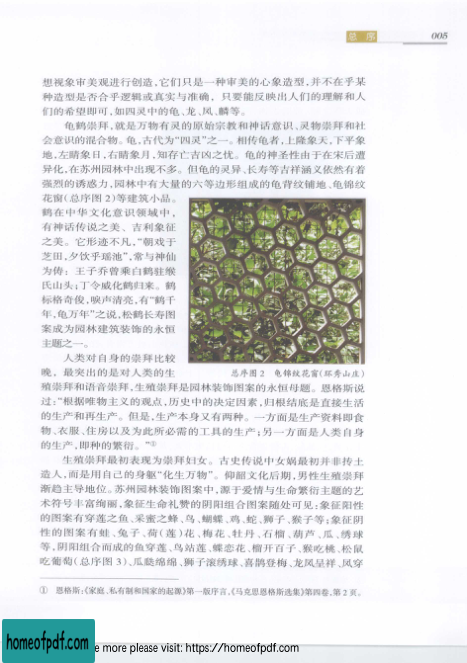 总 序
005
想视象审美观进行创造,它们只是一种审美的心象造型,并不在乎某
种造型是否合乎逻辑或真实与准确，只要能反映出人们的理解和人
们的希望即可,如四灵中的龟、龙、凤、麟等。
龟鹤崇拜,就是万物有灵的原始宗教和神话意识、灵物崇拜和社
会意识的混合物。龟,古代为“四灵”之一。相传龟者,上隆象天,下平象
地,左睛象日,右睛象月,知存亡吉凶之忧。龟的神圣性由于在宋后遭
异化,在苏州园林中出现不多。但龟的灵异、长寿等吉祥涵义依然有着
强烈的诱惑力,园林中有大量的六等边形组成的龟背纹铺地、龟锦纹
花窗(总序图2)等建筑小品。
鹤在中华文化意识领域中，
有神话传说之美、吉利象征
之美。它形迹不凡,“朝戏于
芝田,夕饮乎瑶池”,常与神仙
为俦：王子乔曾乘白鹤驻缑
氏山头;丁令威化鹤归来。鹤
标格奇俊,唳声清亮,有“鹤千
年,龟万年”之说,松鹤长寿图
案成为园林建筑装饰的永恒
主题之一。
总序图2 龟锦纹花窗(环秀山庄)
人类对自身的崇拜比较
晚，最突出的是对人类的生
殖崇拜和语音崇拜,生殖崇拜是园林装饰图案的永恒母题。恩格斯说
过:“根据唯物主义的观点,历史中的决定因素,归根结底是直接生活
的生产和再生产。但是,生产本身又有两种。一方面是生产资料即食
物、衣服、住房以及为此所必需的工具的生产;另一方面是人类自身
的生产,即种的繁衍。”①
生殖崇拜最初表现为崇拜妇女。古史传说中女娲最初并非抟土
造人,而是用自己的身躯“化生万物”。仰韶文化后期,男性生殖崇拜
渐趋主导地位。苏州园林装饰图案中,源于爱情与生命繁衍主题的艺
术符号丰富绚丽,象征生命礼赞的阴阳组合图案随处可见:象征阳性
的图案有穿莲之鱼、采蜜之蜂、鸟、蝴蝶、鸡、蛇、狮子、猴子等;象征阴
性的图案有蛙、兔子、荷(莲)花、梅花、牡丹、石榴、葫芦、瓜、绣球
等,阴阳组合而成的鱼穿莲、鸟站莲、蝶恋花、榴开百子、猴吃桃、松鼠
吃葡萄(总序图3)、瓜瓞绵绵、狮子滚绣球、喜鹊登梅、龙凤呈祥、凤穿
① 恩格斯:《家庭、私有制和国家的起源》第一版序言,《马克思恩格斯选集》第四卷,第2页。
homeofpdf.com
e more please visit: https://homeofpdf.com